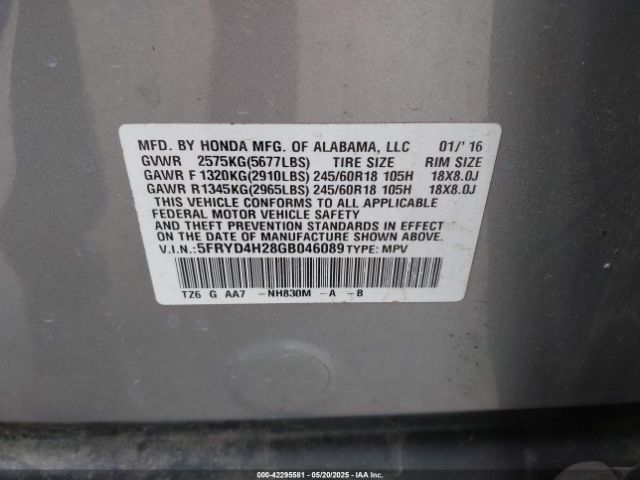 MFD. BY HONDA MFG. OF ALABAMA, LLC 01/' 16
GVWR 2575KG(5677LBS) TIRE SIZE RIM SIZE
GAWR F 1320KG(2910LBS) 245/60R18 105H 18X8.0J
GAWR R1345KG(2965LBS) 245/60R18 105H 18X8.0J
THIS VEHICLE CONFORMS TO ALL APPLICABLE
FEDERAL MOTOR VEHICLE SAFETY
AND THEFT PREVENTION STANDARDS IN EFFECT
ON THE DATE OF MANUFACTURE SHOWN ABOVE.
V.I.N.: 5FRYD4H28GB046089 TYPE: MPV
TZ6 G AA7 -NH830M -A -B
000-42295581 - 05/20/2025 - IAAI Inc.